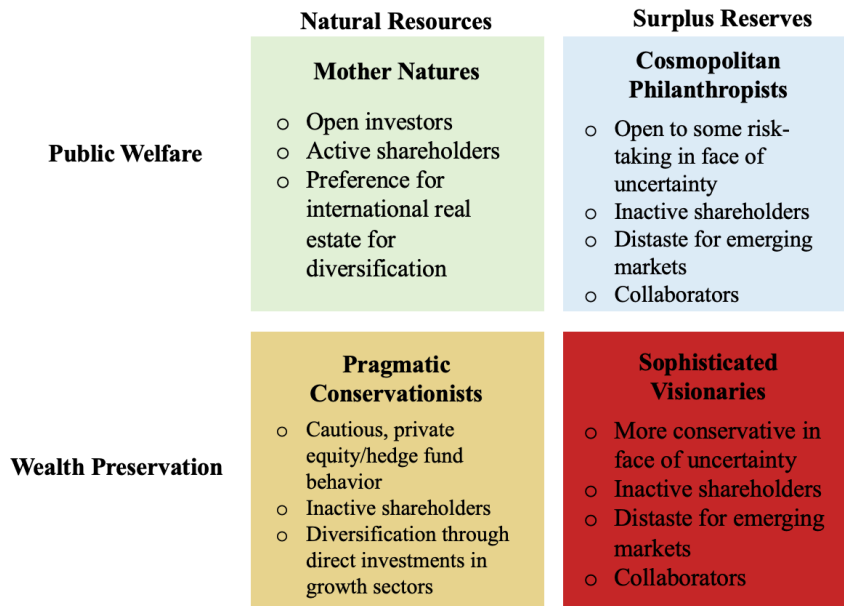 Natural Resources
Surplus Reserves
Public Welfare
Mother Natures
○ Open investors
○ Active shareholders
○ Preference for
international real
estate for
diversification
Cosmopolitan
Philanthropists
○ Open to some risk-
taking in face of
uncertainty
○ Inactive shareholders
○ Distaste for emerging
markets
○ Collaborators
Wealth Preservation
Pragmatic
Conservationists
○ Cautious, private
equity/hedge fund
behavior
○ Inactive shareholders
○ Diversification through
direct investments in
growth sectors
Sophisticated
Visionaries
○ More conservative in
face of uncertainty
○ Inactive shareholders
○ Distaste for emerging
markets
○ Collaborators